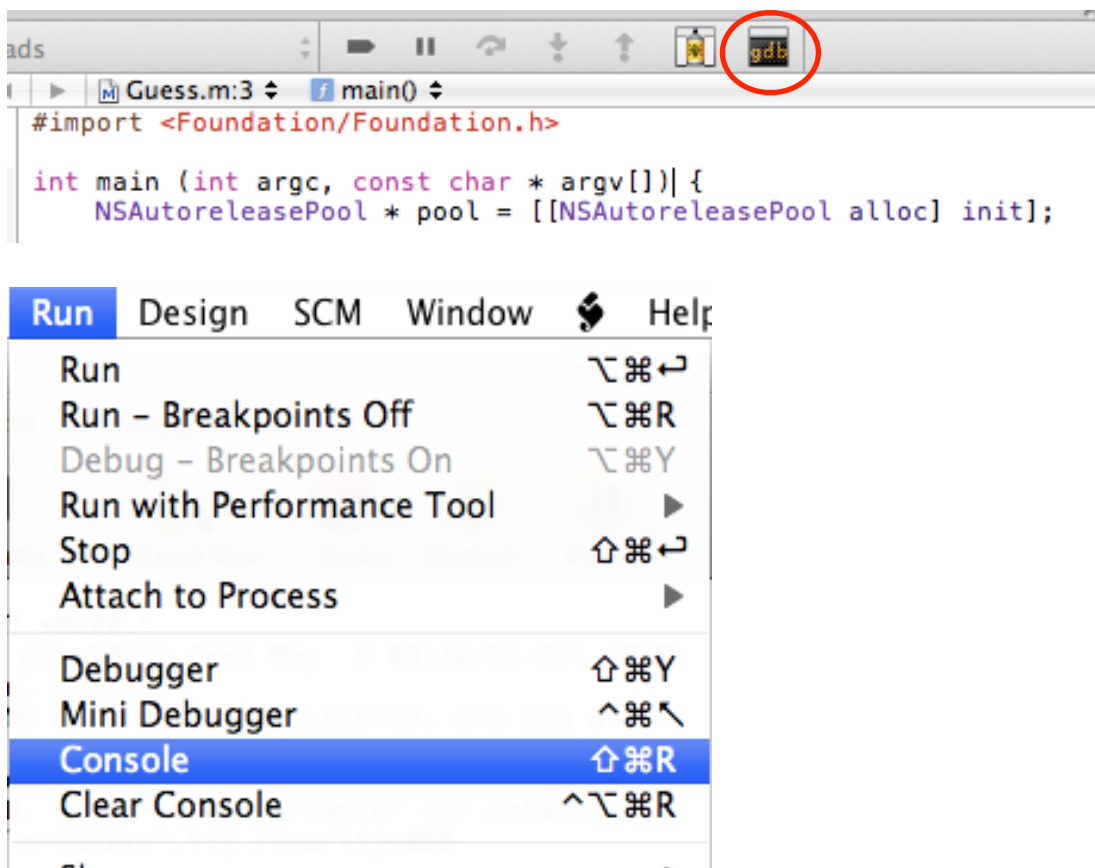 ads
gdb
Guess.m:3 main()
#import <Foundation/Foundation.h>
int main (int argc, const char * argv[]) {
NSAutoreleasePool * pool = [[NSAutoreleasePool alloc] init];
Run Design SCM Window Help
Run ⌥⌘↩
Run – Breakpoints Off ⌥⌘R
Debug – Breakpoints On ⌥⌘Y
Run with Performance Tool ▶
Stop ⇧⌘↩
Attach to Process ▶
Debugger ⇧⌘Y
Mini Debugger ^⌘↖
Console ⇧⌘R
Clear Console ^⌥⌘R